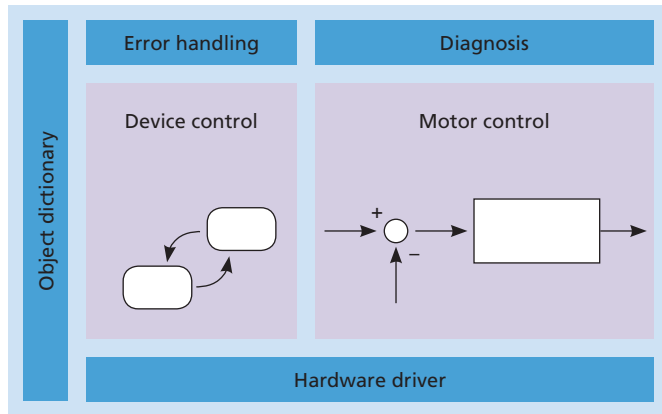 Error handling
Diagnosis
Object dictionary
Device control
Motor control
+
−
Hardware driver